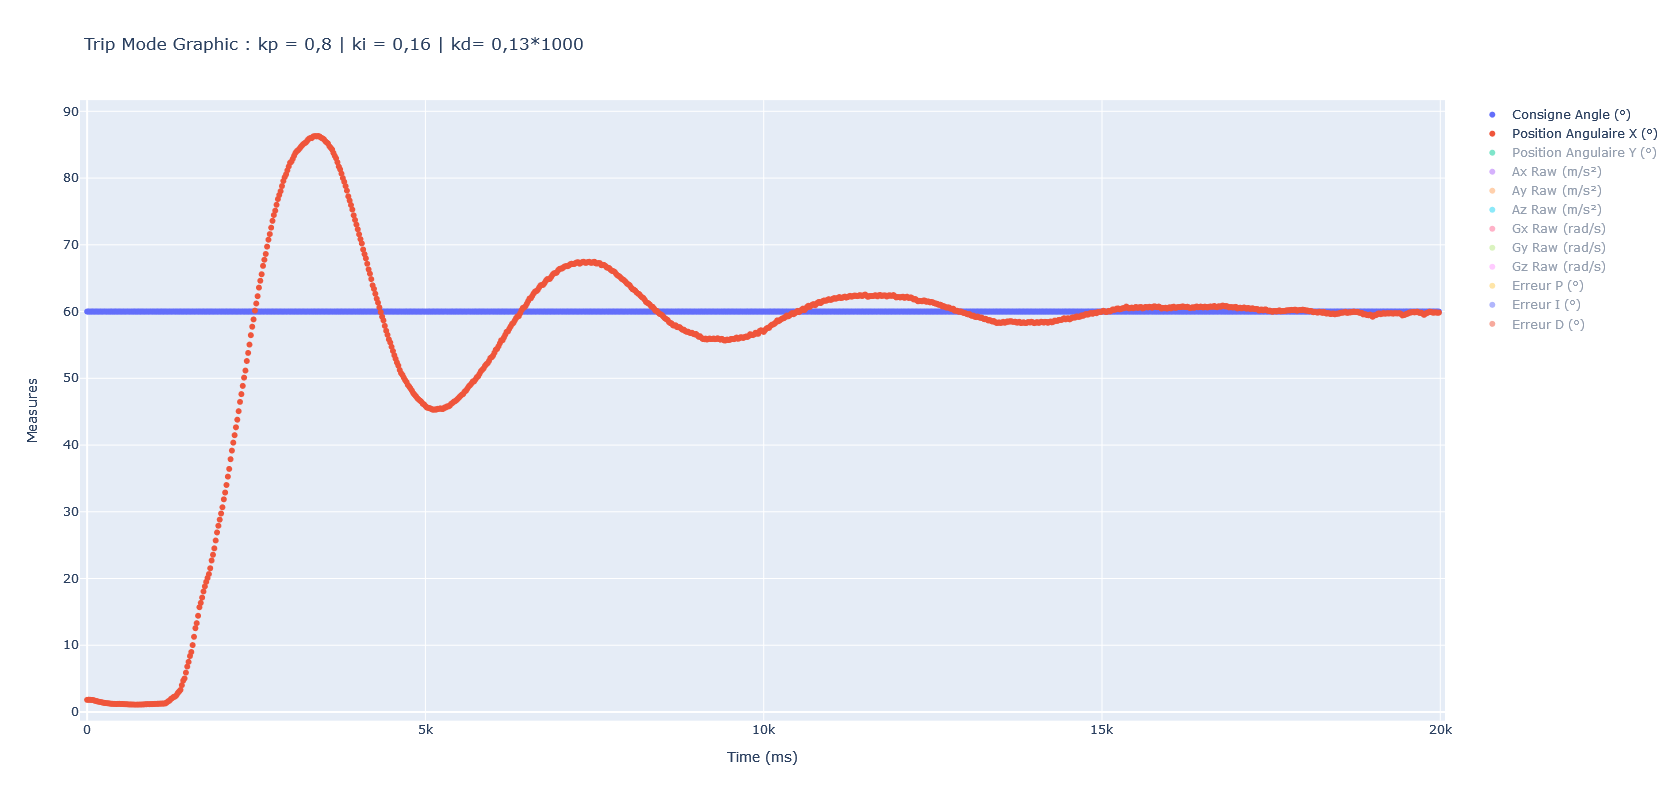 Trip Mode Graphic : kp = 0,8 | ki = 0,16 | kd= 0,13*1000
90
80
70
60
50
40
30
20
10
0
Measures
0 5k 10k 15k 20k
Time (ms)
Consigne Angle (°)
Position Angulaire X (°)
Position Angulaire Y (°)
Ax Raw (m/s²)
Ay Raw (m/s²)
Az Raw (m/s²)
Gx Raw (rad/s)
Gy Raw (rad/s)
Gz Raw (rad/s)
Erreur P (°)
Erreur I (°)
Erreur D (°)